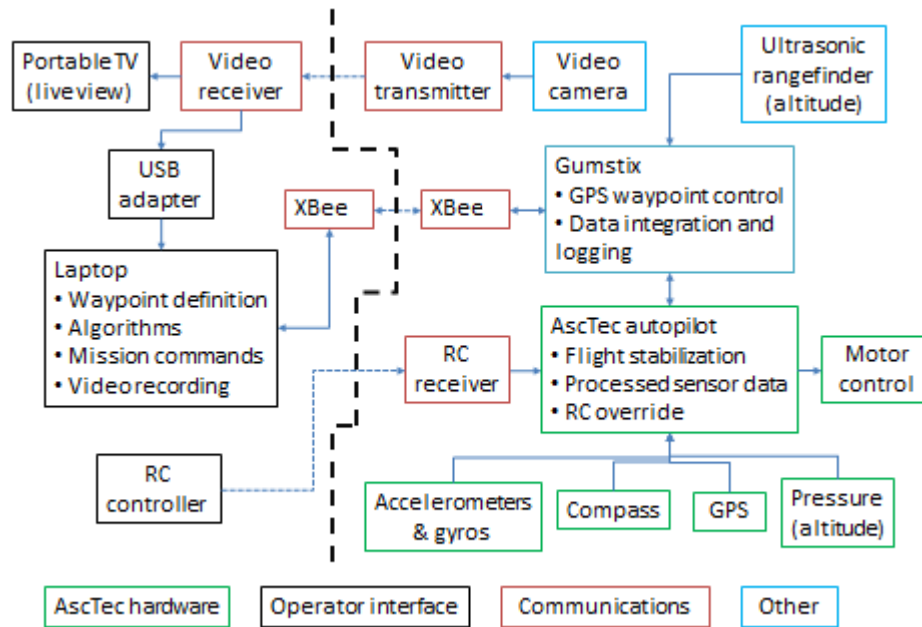 Portable TV
(live view)
Video
receiver
Video
transmitter
Video
camera
Ultrasonic
rangefinder
(altitude)
USB
adapter
XBee
XBee
Gumstix
• GPS waypoint control
• Data integration and
logging
Laptop
• Waypoint definition
• Algorithms
• Mission commands
• Video recording
RC
receiver
AscTec autopilot
• Flight stabilization
• Processed sensor data
• RC override
Motor
control
RC
controller
Accelerometers
& gyros
Compass
GPS
Pressure
(altitude)
AscTec hardware
Operator interface
Communications
Other